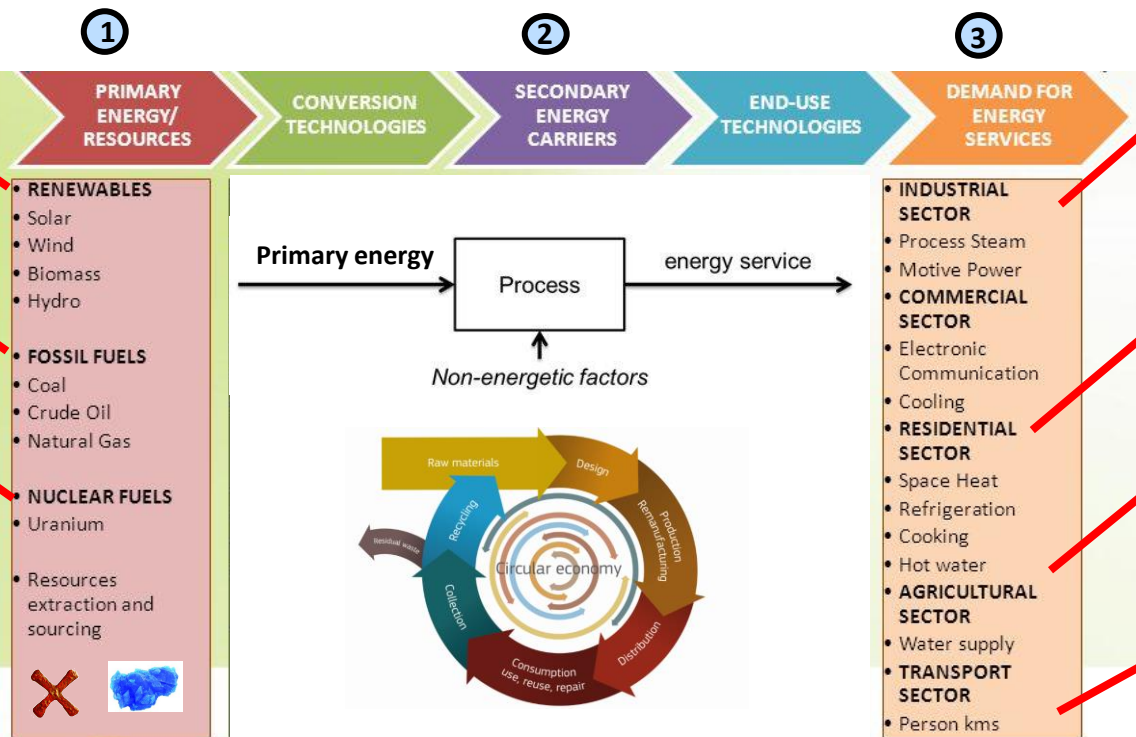 1
2
3
PRIMARY
ENERGY/
RESOURCES
CONVERSION
TECHNOLOGIES
SECONDARY
ENERGY
CARRIERS
END-USE
TECHNOLOGIES
DEMAND FOR
ENERGY
SERVICES
• RENEWABLES
• Solar
• Wind
• Biomass
• Hydro
• FOSSIL FUELS
• Coal
• Crude Oil
• Natural Gas
• NUCLEAR FUELS
• Uranium
• Resources
extraction and
sourcing
Primary energy
Process
energy service
Non-energetic factors
Raw materials
Design
Production
Remanufacturing
Distribution
Consumption
use, reuse, repair
Collection
Recycling
Residual waste
Circular economy
• INDUSTRIAL
SECTOR
• Process Steam
• Motive Power
• COMMERCIAL
SECTOR
• Electronic
Communication
• Cooling
• RESIDENTIAL
SECTOR
• Space Heat
• Refrigeration
• Cooking
• Hot water
• AGRICULTURAL
SECTOR
• Water supply
• TRANSPORT
SECTOR
• Person kms